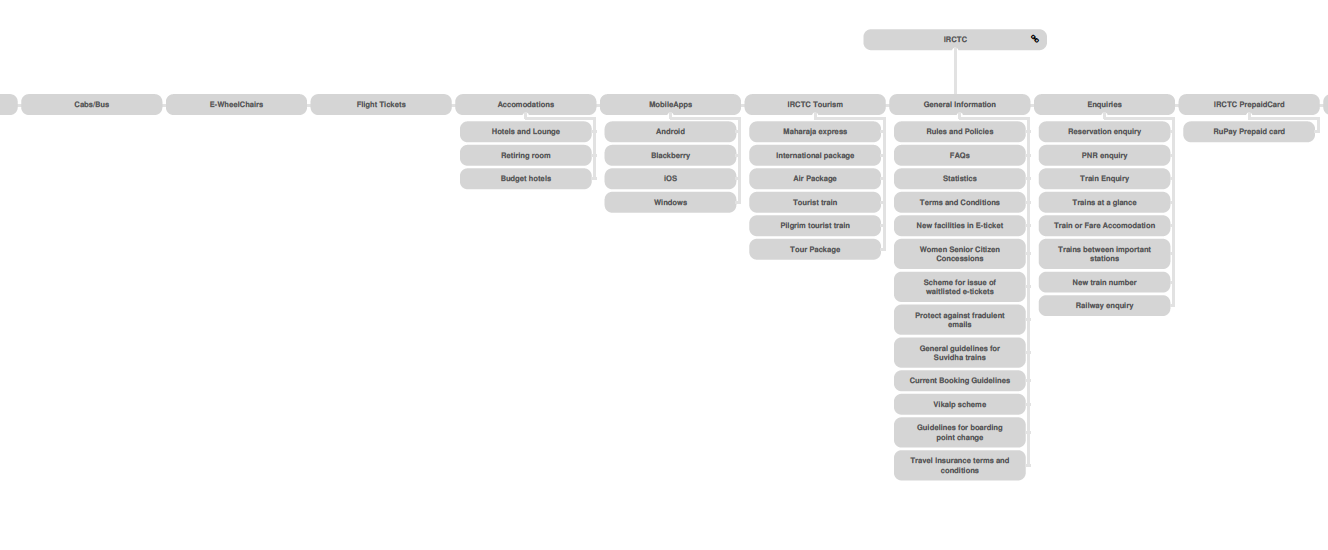 IRCTC
Cabs/Bus
E-WheelChairs
Flight Tickets
Accomodations
MobileApps
IRCTC Tourism
General Information
Enquiries
IRCTC PrepaidCard
Hotels and Lounge
Retiring room
Budget hotels
Android
Blackberry
iOS
Windows
Maharaja express
International package
Air Package
Tourist train
Pilgrim tourist train
Tour Package
Rules and Policies
FAQs
Statistics
Terms and Conditions
New facilities in E-ticket
Women Senior Citizen
Concessions
Scheme for issue of
waitlisted e-tickets
Protect against fradulent
emails
General guidelines for
Suvidha trains
Current Booking Guidelines
Vikalp scheme
Guidelines for boarding
point change
Travel Insurance terms and
conditions
Reservation enquiry
PNR enquiry
Train Enquiry
Trains at a glance
Train or Fare Accomodation
Trains between important
stations
New train number
Railway enquiry
RuPay Prepaid card